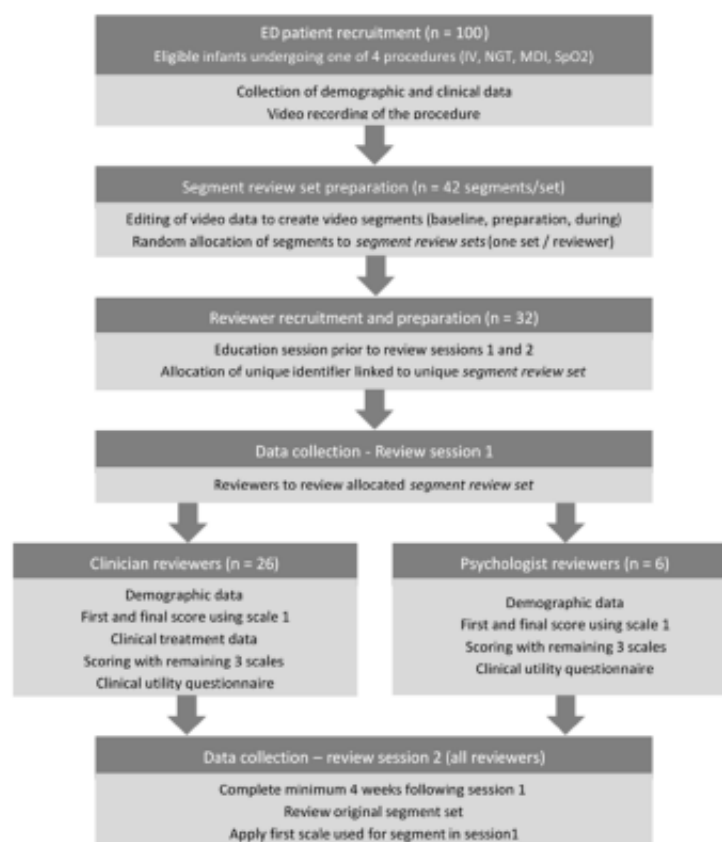 ED patient recruitment (n = 100)
Eligible infants undergoing one of 4 procedures (IV, NGT, MDI, SpO2)
Collection of demographic and clinical data
Video recording of the procedure
Segment review set preparation (n = 42 segments/set)
Editing of video data to create video segments (baseline, preparation, during)
Random allocation of segments to segment review sets (one set / reviewer)
Reviewer recruitment and preparation (n = 32)
Education session prior to review sessions 1 and 2
Allocation of unique identifier linked to unique segment review set
Data collection - Review session 1
Reviewers to review allocated segment review set
Clinician reviewers (n = 26)
Demographic data
First and final score using scale 1
Clinical treatment data
Scoring with remaining 3 scales
Clinical utility questionnaire
Psychologist reviewers (n = 6)
Demographic data
First and final score using scale 1
Scoring with remaining 3 scales
Clinical utility questionnaire
Data collection – review session 2 (all reviewers)
Complete minimum 4 weeks following session 1
Review original segment set
Apply first scale used for segment in session1